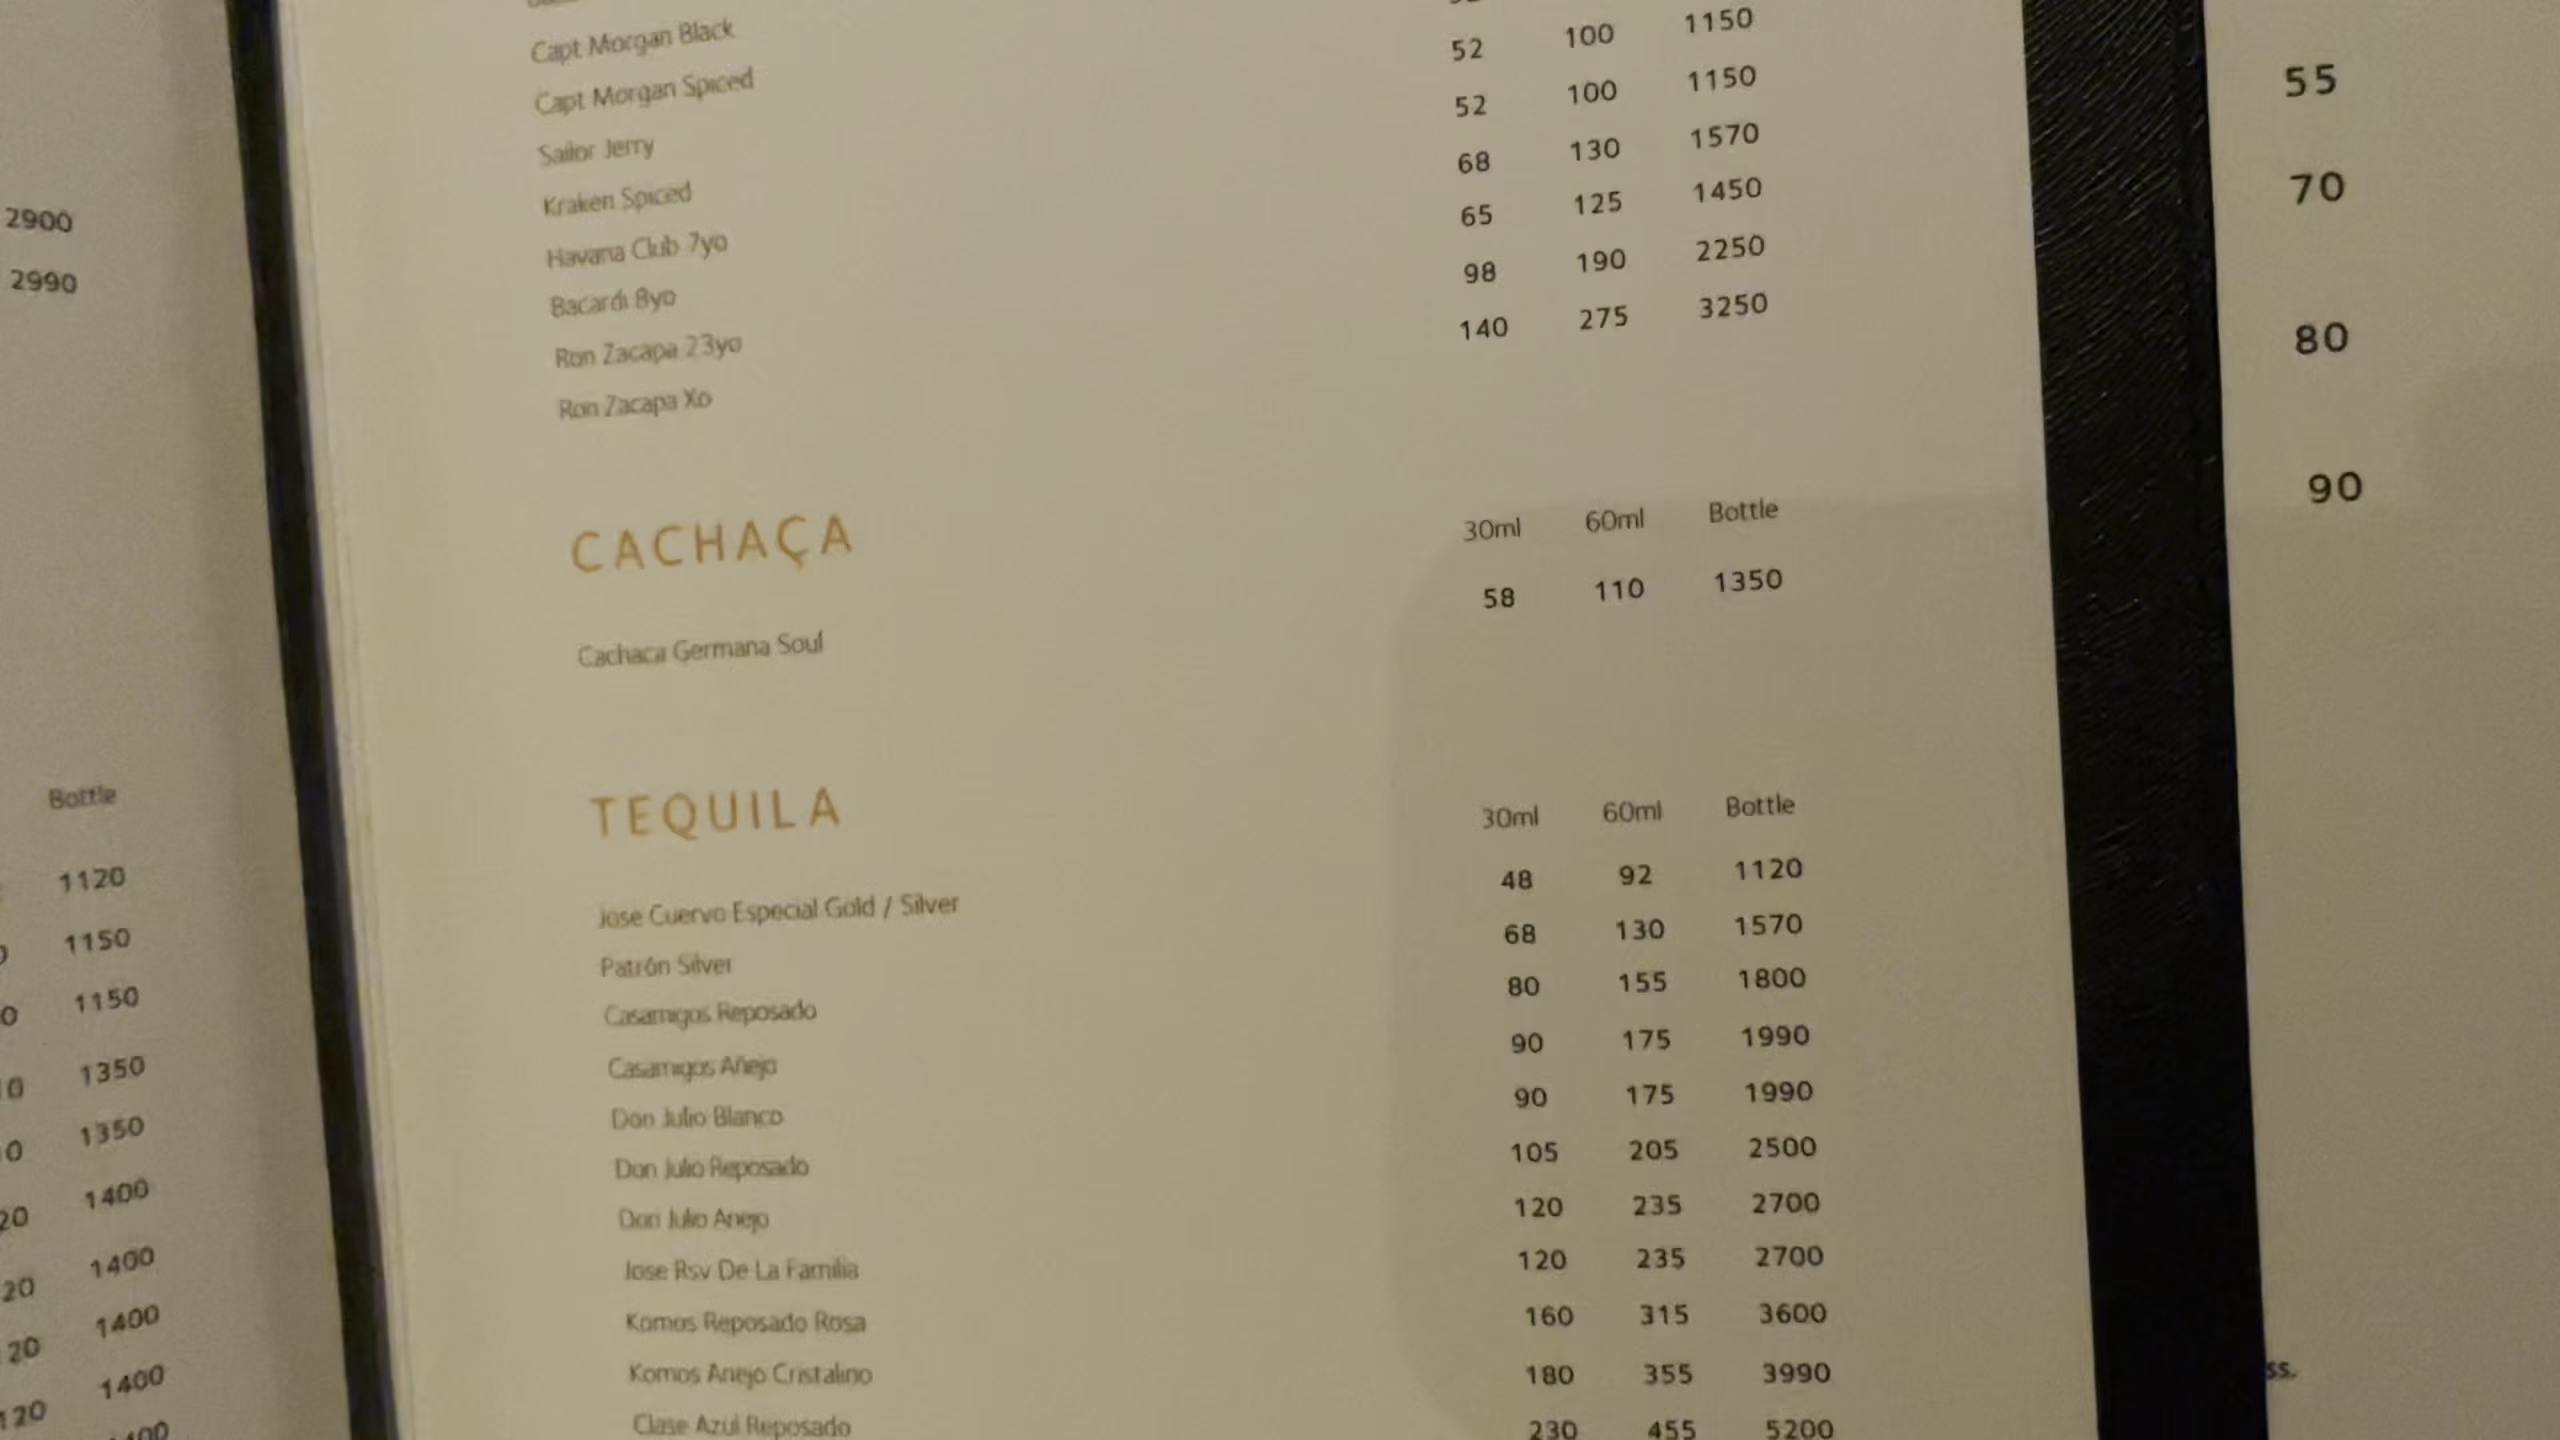 2900
2990
Bottle
1120
1150
1150
1350
1350
1400
1400
1400
1400
Capt Morgan Black
Capt Morgan Spiced
Sailor Jerry 52 100 1150
Kraken Spiced 52 100 1150
Havana Club 7yo 68 130 1570
Bacardi 8yo 65 125 1450
Ron Zacapa 23yo 98 190 2250
Ron Zacapa Xo 140 275 3250
CACHAÇA 30ml 60ml Bottle
Cachaca Germana Soul 58 110 1350
TEQUILA 30ml 60ml Bottle
Jose Cuervo Especial Gold / Silver 48 92 1120
Patrón Silver 68 130 1570
Casamigos Reposado 80 155 1800
Casamigos Añejo 90 175 1990
Don Julio Blanco 90 175 1990
Don Julio Reposado 105 205 2500
Don Julio Anejo 120 235 2700
Jose Rsv De La Familia 120 235 2700
Komos Reposado Rosa 160 315 3600
Komos Anejo Cristalino 180 355 3990
Clase Azul Reposado 230 455 5200
55
70
80
90